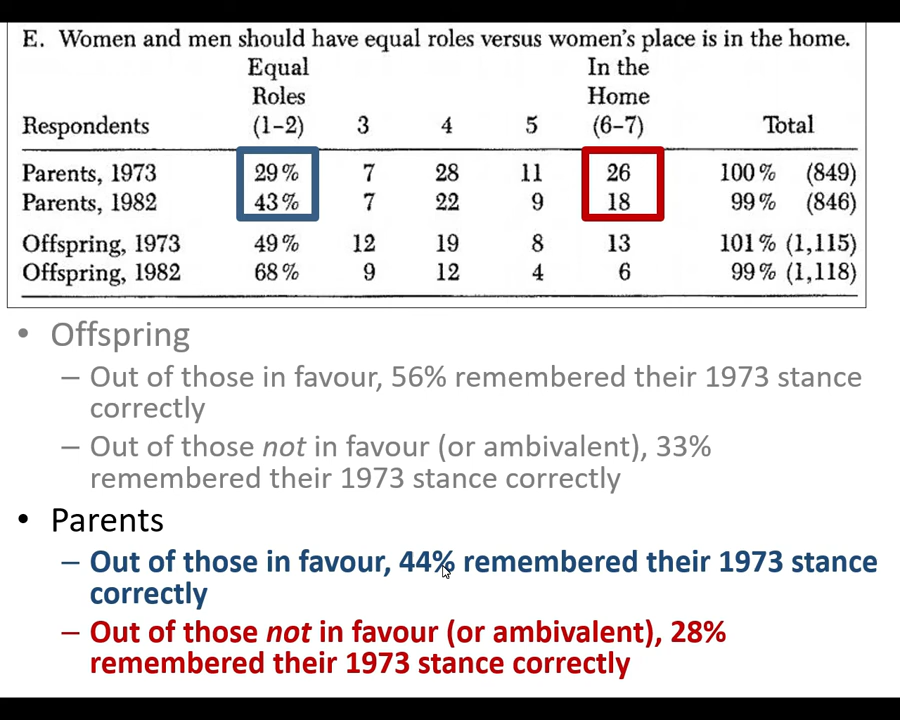 E. Women and men should have equal roles versus women's place is in the home.
Equal In the
Roles Home
Respondents (1–2) 3 4 5 (6–7) Total
Parents, 1973 29% 7 28 11 26 100% (849)
Parents, 1982 43% 7 22 9 18 99% (846)
Offspring, 1973 49% 12 19 8 13 101% (1,115)
Offspring, 1982 68% 9 12 4 6 99% (1,118)
• Offspring
– Out of those in favour, 56% remembered their 1973 stance
correctly
– Out of those not in favour (or ambivalent), 33%
remembered their 1973 stance correctly
• Parents
– Out of those in favour, 44% remembered their 1973 stance
correctly
– Out of those not in favour (or ambivalent), 28%
remembered their 1973 stance correctly